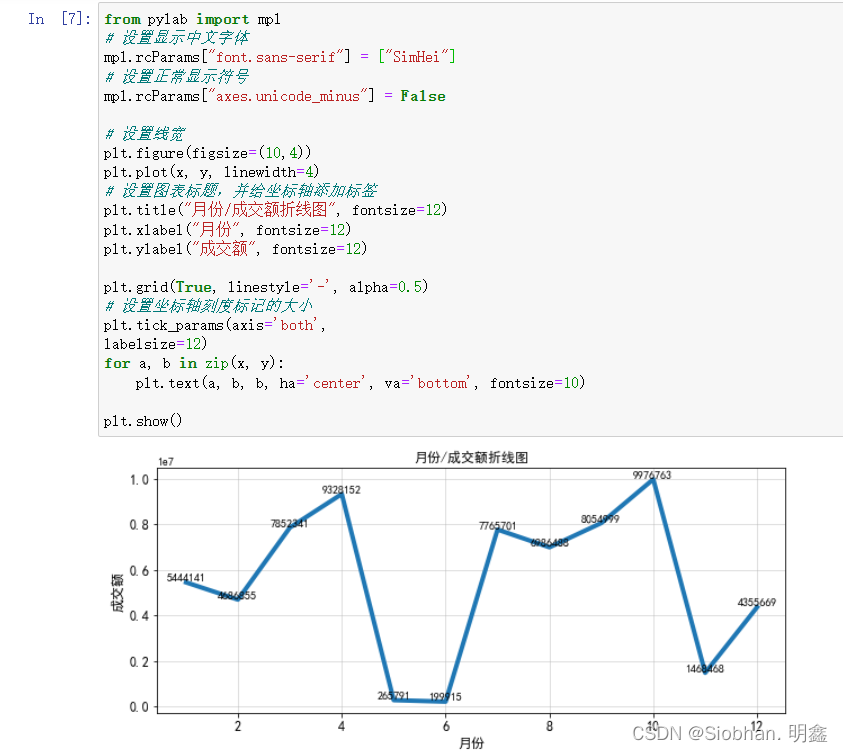 In [7]:
from pylab import mpl
# 设置显示中文字体
mpl.rcParams["font.sans-serif"] = ["SimHei"]
# 设置正常显示符号
mpl.rcParams["axes.unicode_minus"] = False
# 设置线宽
plt.figure(figsize=(10,4))
plt.plot(x, y, linewidth=4)
# 设置图表标题，并给坐标轴添加标签
plt.title("月份/成交额折线图", fontsize=12)
plt.xlabel("月份", fontsize=12)
plt.ylabel("成交额", fontsize=12)
plt.grid(True, linestyle='-', alpha=0.5)
# 设置坐标轴刻度标记的大小
plt.tick_params(axis='both',
labelsize=12)
for a, b in zip(x, y):
    plt.text(a, b, b, ha='center', va='bottom', fontsize=10)
plt.show()
月份/成交额折线图
1e7
1.0
0.8
0.6
0.4
0.2
0.0
成交额
5444141
4686855
7852341
9328152
265791
199915
7765701
6986488
8054999
9976763
1468468
4355669
2
4
6
8
10
12
月份
CSDN @Siobhan. 明鑫